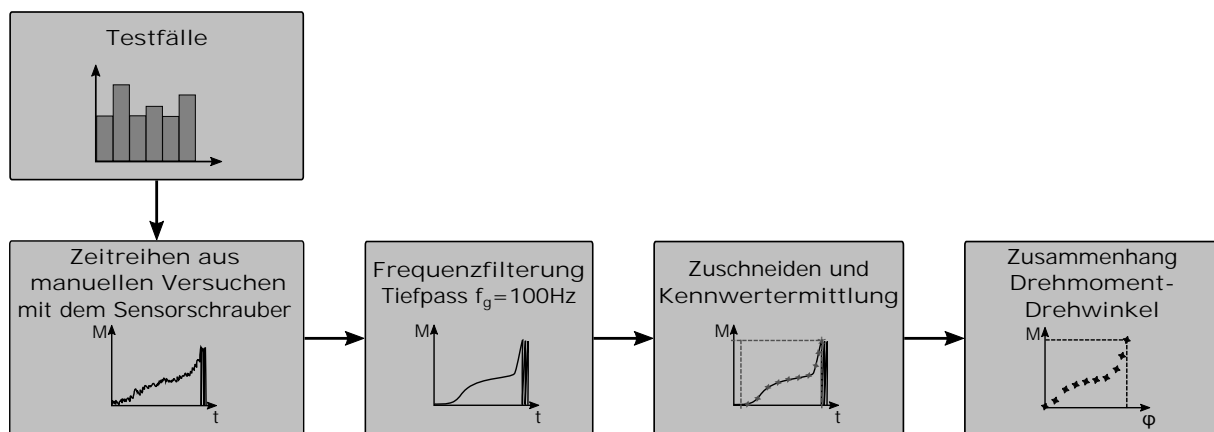 Testfälle
Zeitreihen aus
manuellen Versuchen
mit dem Sensorschrauber
M
t
Frequenzfilterung
Tiefpass fg=100Hz
M
t
Zuschneiden und
Kennwertermittlung
M
t
Zusammenhang
Drehmoment-
Drehwinkel
M
φ